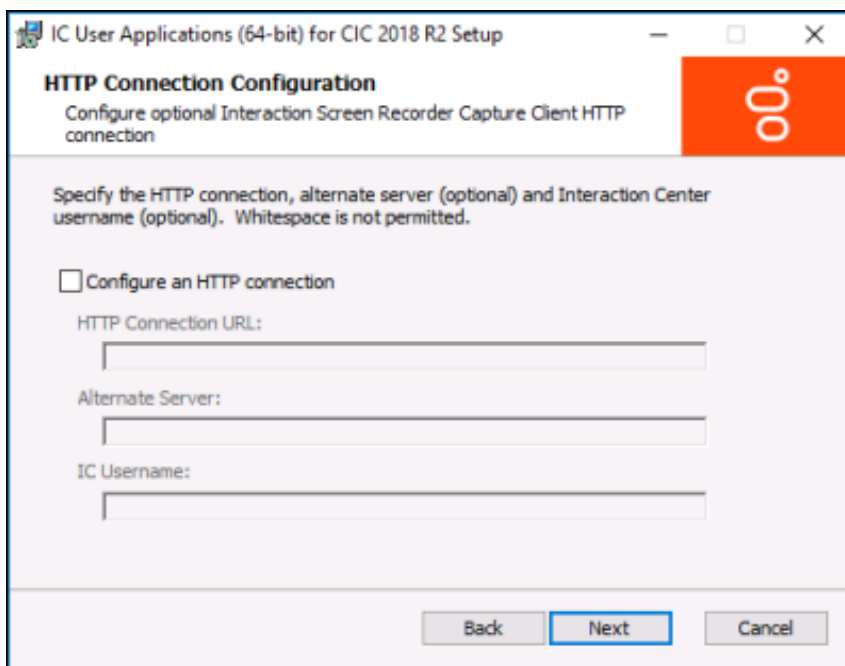 IC User Applications (64-bit) for CIC 2018 R2 Setup
HTTP Connection Configuration
Configure optional Interaction Screen Recorder Capture Client HTTP
connection
Specify the HTTP connection, alternate server (optional) and Interaction Center
username (optional). Whitespace is not permitted.
Configure an HTTP connection
HTTP Connection URL:
Alternate Server:
IC Username:
Back Next Cancel